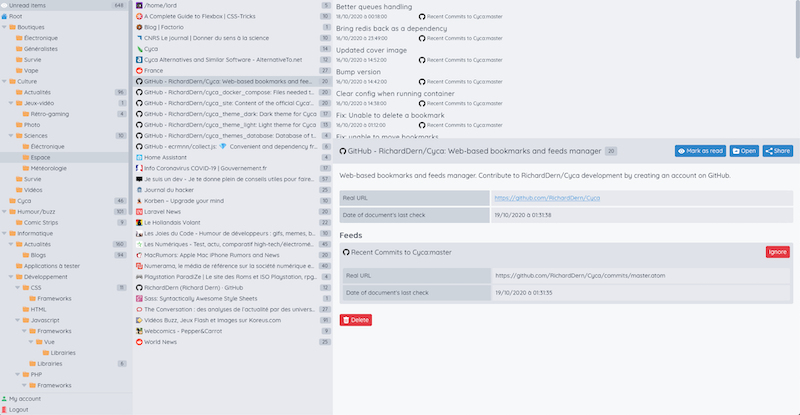 Unread items 648
Root
Boutiques
Électronique
Généralistes
Survie
Vape
Culture
Actualités 96
Jeux-vidéo 1
Rétro-gaming 4
Photo
Sciences 10
Électronique
Espace
Météorologie
Survie
Vidéos
Cyca 46
Humour/buzz 101
Comic Strips 9
Informatique
Actualités 160
Blogs 94
Applications à tester
Développement
CSS 11
Frameworks
HTML
Javascript
Frameworks
Vue
Librairies
Librairies 6
PHP
Frameworks
My account
Logout
/home/lord 5
A Complete Guide to Flexbox | CSS-Tricks 10
Blog | Factorio 1
CNRS Le journal | Donner du sens à la science 10
Cyca 14
Cyca Alternatives and Similar Software - AlternativeTo.net 12
France 27
GitHub - RichardDern/Cyca: Web-based bookmarks and fee... 20
GitHub - RichardDern/cyca_docker_compose: Files needed t... 20
GitHub - RichardDern/cyca_site: Content of the official Cyca'... 20
GitHub - RichardDern/cyca_theme_dark: Dark theme for Cyca 17
GitHub - RichardDern/cyca_theme_light: Light theme for Cyca 12
GitHub - RichardDern/cyca_themes_database: Database of t... 4
GitHub - ecrmnn/collect.js: 💎 Convenient and dependency fr... 6
Home Assistant 4
Info Coronavirus COVID-19 | Gouvernement.fr
Je suis un dev - Je te donne plein de conseils utiles pour faire...
Journal du hacker 25
Korben - Upgrade your mind 10
Laravel News 20
Le Hollandais Volant 22
Les Joies du Code - Humour de développeurs : gifs, memes, b... 10
Les Numériques - Test, actu, comparatif high-tech/électromé... 45
MacRumors: Apple Mac iPhone Rumors and News 20
Numerama, le média de référence sur la société numérique e... 40
Playstation ParadiZe | Le site des Roms et ISO Playstation, rpg...
RichardDern (Richard Dern) · GitHub 12
Sass: Syntactically Awesome Style Sheets 1
The Conversation : des analyses de l'actualité par des univers... 27
Vidéos Buzz, Jeux Flash et Images sur Koreus.com 91
Webcomics - Pepper&Carrot 9
World News 25
Better queues handling
18/10/2020 à 00:18:00 Recent Commits to Cyca:master
Bring redis back as a dependency
16/10/2020 à 23:49:00 Recent Commits to Cyca:master
Updated cover image
16/10/2020 à 14:52:00 Recent Commits to Cyca:master
Bump version
16/10/2020 à 14:42:00 Recent Commits to Cyca:master
Clear config when running container
16/10/2020 à 14:38:00 Recent Commits to Cyca:master
Fix: Unable to delete a bookmark
16/10/2020 à 01:12:00 Recent Commits to Cyca:master
Fix: unable to move bookmarks
GitHub - RichardDern/Cyca: Web-based bookmarks and feeds manager 20
Mark as read
Open
Share
Web-based bookmarks and feeds manager. Contribute to RichardDern/Cyca development by creating an account on GitHub.
Real URL https://github.com/RichardDern/Cyca
Date of document's last check 19/10/2020 à 01:31:38
Feeds
Recent Commits to Cyca:master
Ignore
Real URL https://github.com/RichardDern/Cyca/commits/master.atom
Date of document's last check 19/10/2020 à 01:31:35
Delete